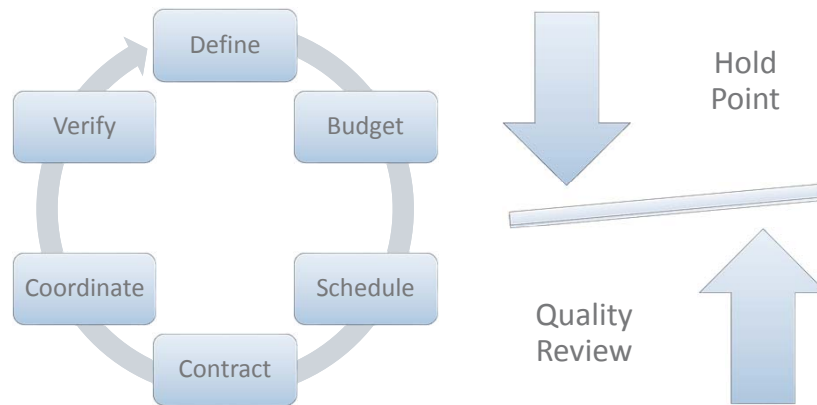 Define
Budget
Schedule
Contract
Coordinate
Verify
Hold
Point
Quality
Review